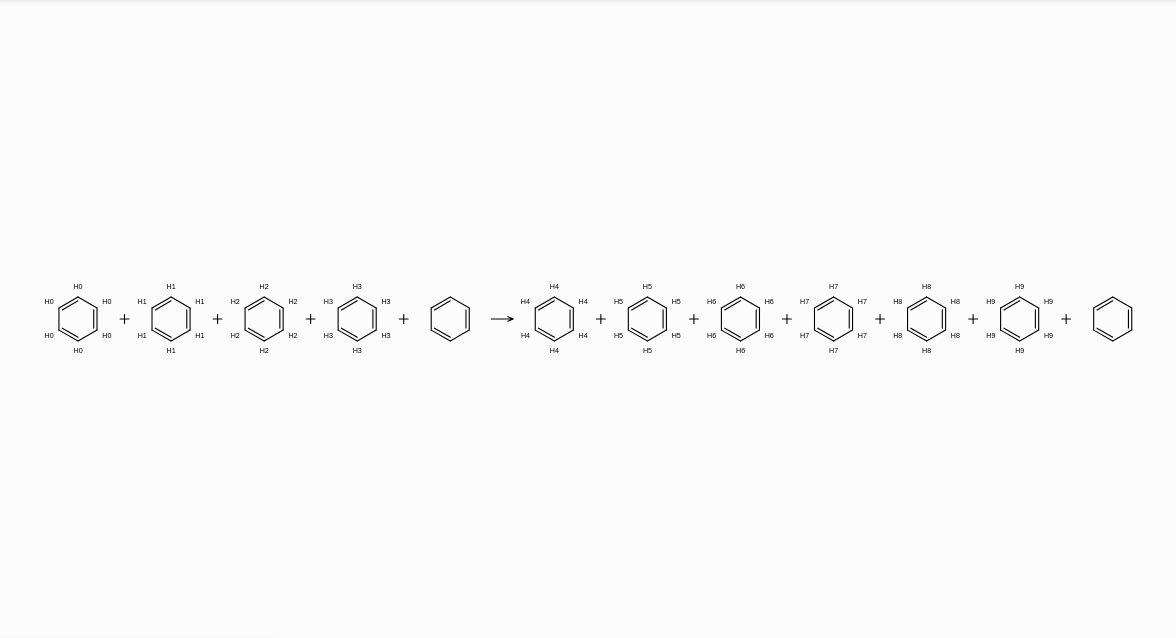 H0 H1 H2 H3 H4 H5 H6 H7 H8 H9
H0 H0 + H1 H1 + H2 H2 + H3 H3 + → H4 H4 + H5 H5 + H6 H6 + H7 H7 + H8 H8 + H9 H9 +
H0 H0 H1 H1 H2 H2 H3 H3 H4 H4 H5 H5 H6 H6 H7 H7 H8 H8 H9 H9
H0 H1 H2 H3 H4 H5 H6 H7 H8 H9